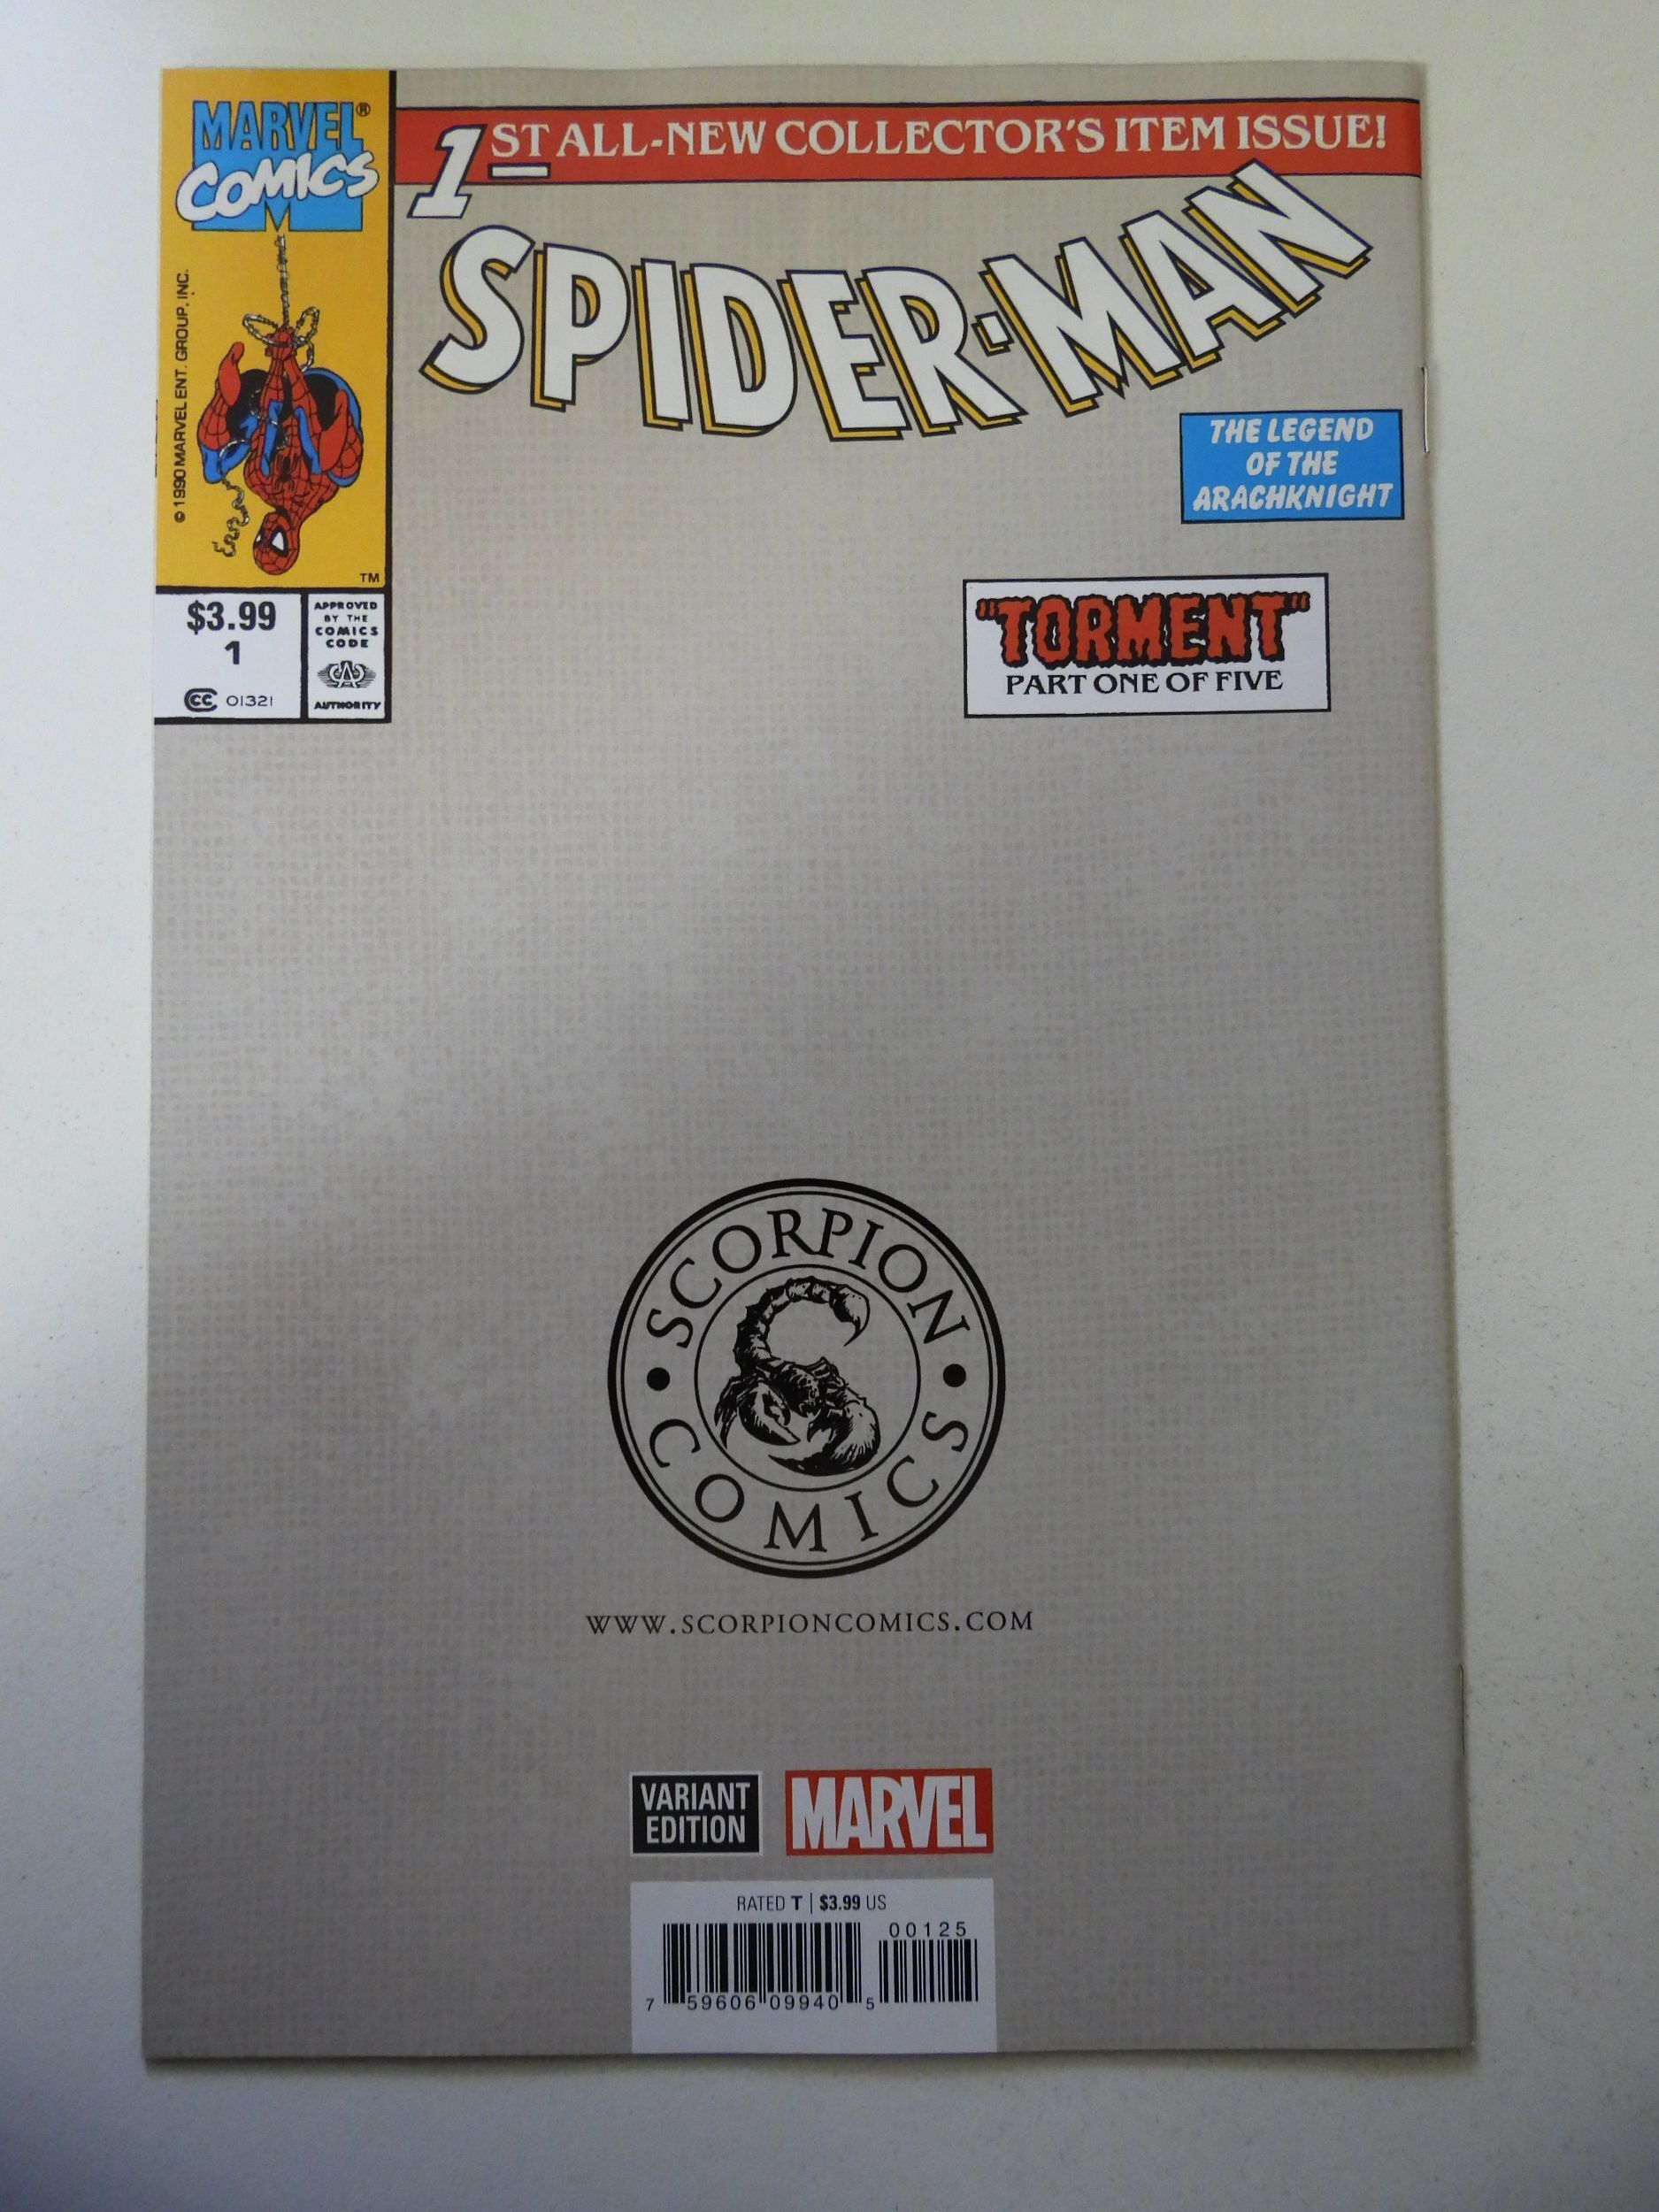 MARVEL®
COMICS
© 1990 MARVEL ENT. GROUP, INC.
TM
$3.99
1
CC 01321
APPROVED
BY THE
COMICS
CODE
CA
AUTHORITY
1ST ALL-NEW COLLECTOR'S ITEM ISSUE!
SPIDER-MAN
THE LEGEND
OF THE
ARACHKNIGHT
"TORMENT"
PART ONE OF FIVE
SCORPION
COMICS
WWW.SCORPIONCOMICS.COM
VARIANT
EDITION
MARVEL
RATED T | $3.99 US
00125
7 59606 09940 5